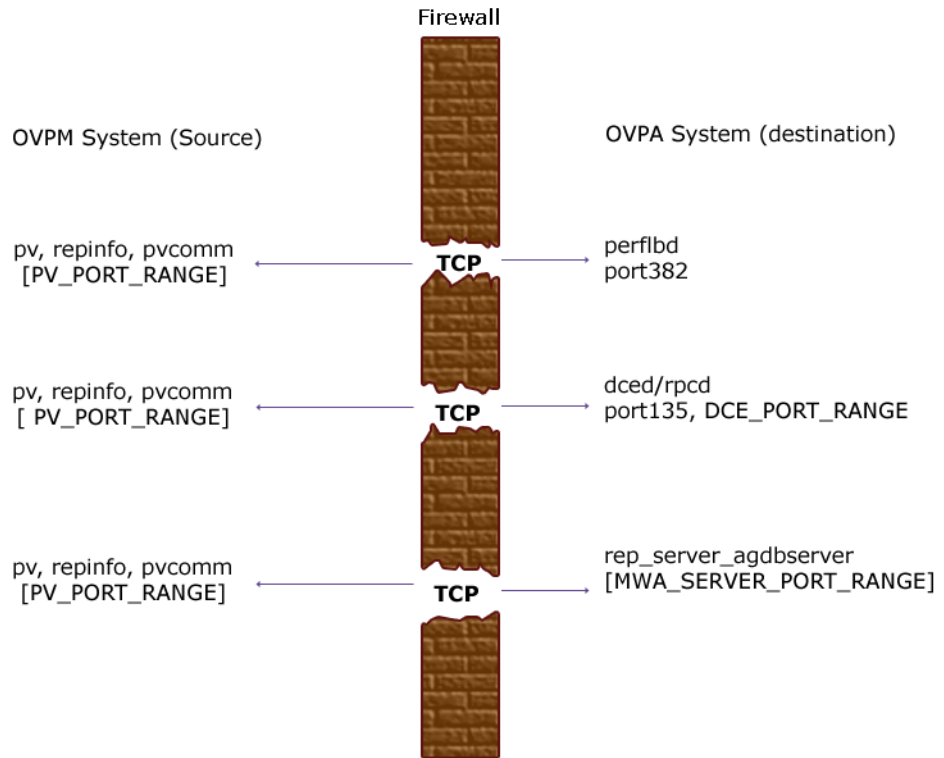 Firewall
OVPM System (Source)
OVPA System (destination)
pv, repinfo, pvcomm
[PV_PORT_RANGE]
TCP
perflbd
port382
pv, repinfo, pvcomm
[ PV_PORT_RANGE]
TCP
dced/rpcd
port135, DCE_PORT_RANGE
pv, repinfo, pvcomm
[PV_PORT_RANGE]
TCP
rep_server_agdbserver
[MWA_SERVER_PORT_RANGE]